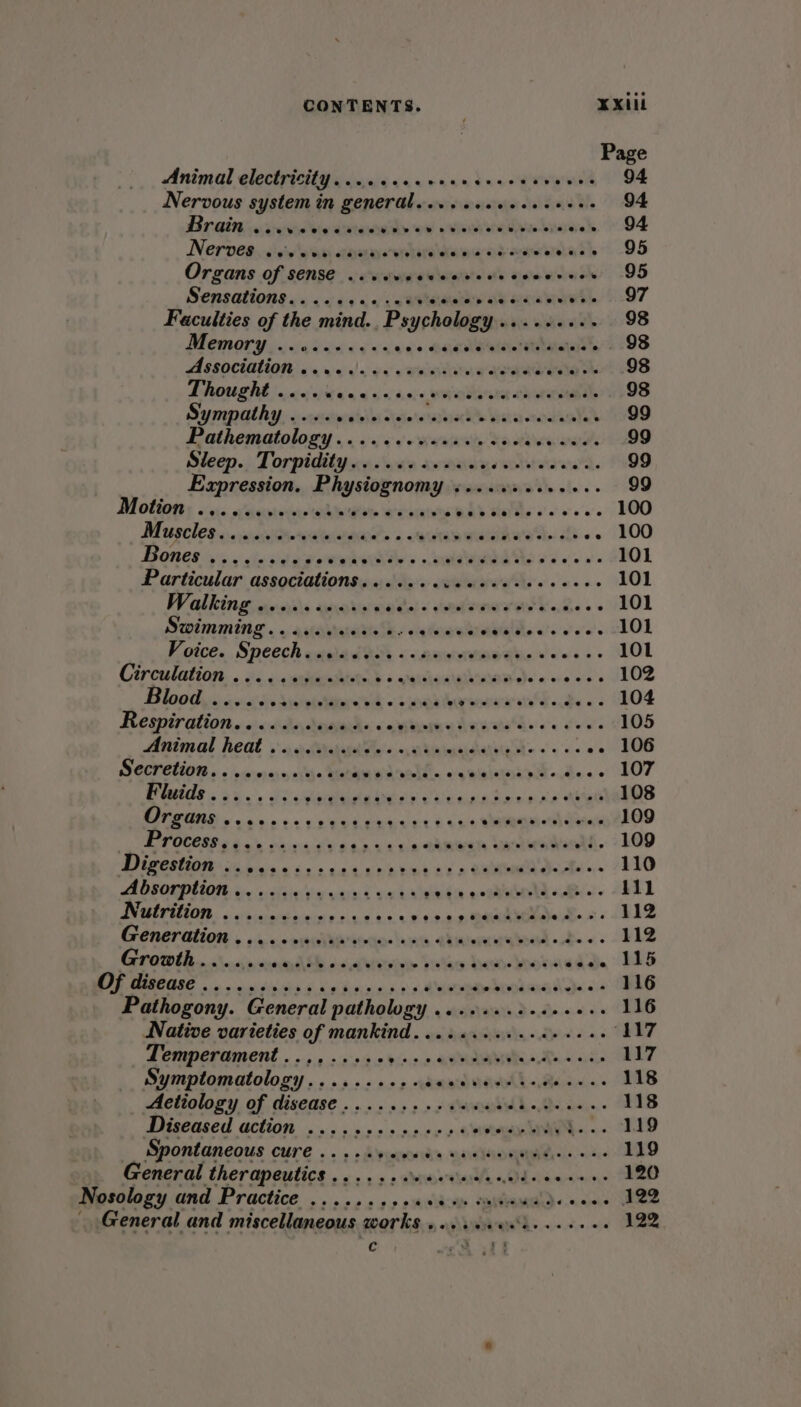 CONTENTS. xxiii
Page
Animal electricity .......................... 94
Nervous system in general.................. 94
Brain ..................................... 94
Nerves .................................... 95
Organs of sense ........................... 95
Sensations................................. 97
Faculties of the mind. Psychology .......... 98
Memory .................................... 98
Association ............................... 98
Thought ................................... 98
Sympathy .................................. 99
Pathematology.............................. 99
Sleep. Torpidity........................... 99
Expression. Physiognomy ................... 99
Motion .................................... 100
Muscles.................................... 100
Bones ..................................... 101
Particular associations.................... 101
Walking ................................... 101
Swimming................................... 101
Voice. Speech.............................. 101
Circulation ............................... 102
Blood ..................................... 104
Respiration................................ 105
Animal heat ............................... 106
Secretion.................................. 107
Fluids .................................... 108
Organs .................................... 109
Process.................................... 109
Digestion ................................. 110
Absorption ................................ 111
Nutrition ................................. 112
Generation ................................ 112
Growth .................................... 115
Of disease ................................ 116
Pathogony. General pathology .............. 116
Native varieties of mankind................ 117
Temperament ............................... 117
Symptomatology............................. 118
Aetiology of disease ...................... 118
Diseased action ........................... 119
Spontaneous cure .......................... 119
General therapeutics ...................... 120
Nosology and Practice ..................... 122
General and miscellaneous works ........... 122
c